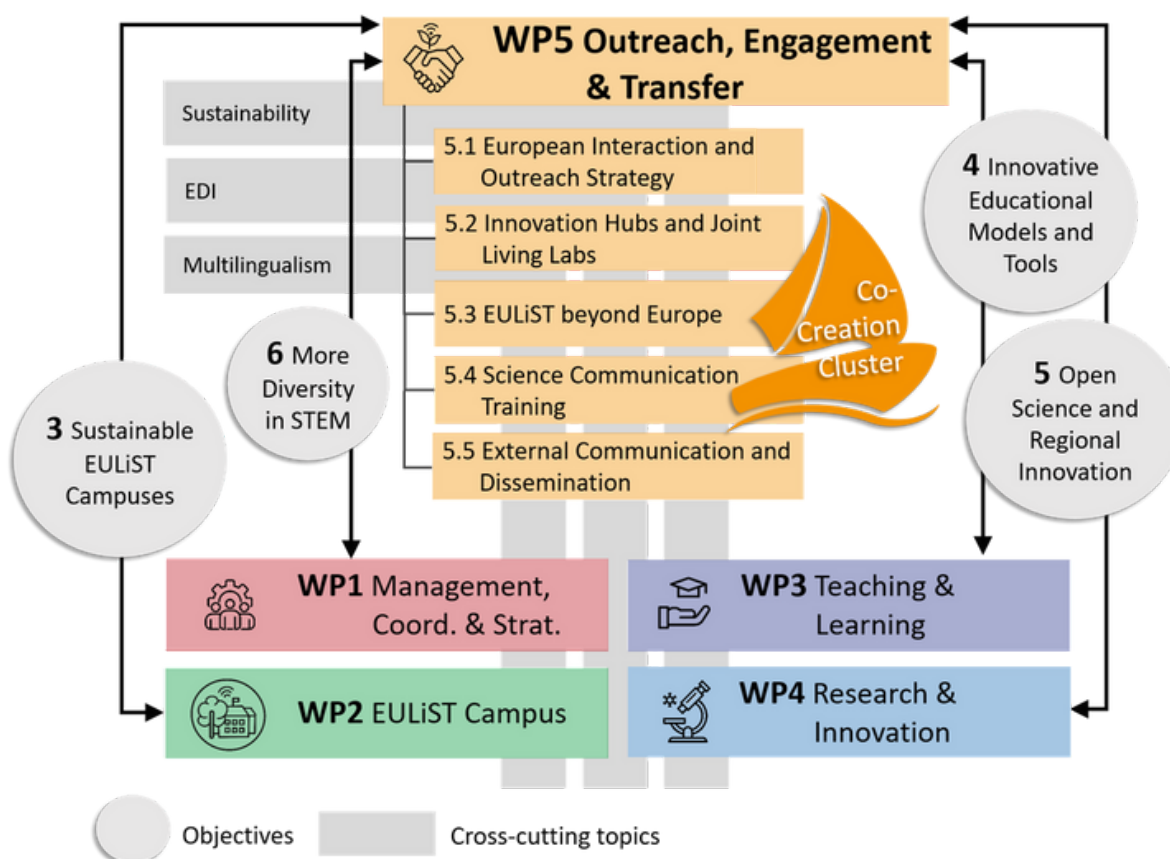 WP5 Outreach, Engagement
& Transfer
Sustainability
EDI
Multilingualism
5.1 European Interaction and
Outreach Strategy
5.2 Innovation Hubs and Joint
Living Labs
5.3 EULiST beyond Europe
5.4 Science Communication
Training
5.5 External Communication and
Dissemination
Co-
Creation
Cluster
4 Innovative
Educational
Models and
Tools
6 More
Diversity
in STEM
3 Sustainable
EULiST
Campuses
5 Open
Science and
Regional
Innovation
WP1 Management,
Coord. & Strat.
WP3 Teaching &
Learning
WP2 EULiST Campus
WP4 Research &
Innovation
Objectives
Cross-cutting topics